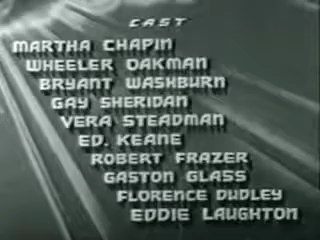 CAST
MARTHA CHAPIN
WHEELER OAKMAN
BRYANT WASHBURN
GAY SHERIDAN
VERA STEADMAN
ED. KEANE
ROBERT FRAZER
GASTON GLASS
FLORENCE DUDLEY
EDDIE LAUGHTON